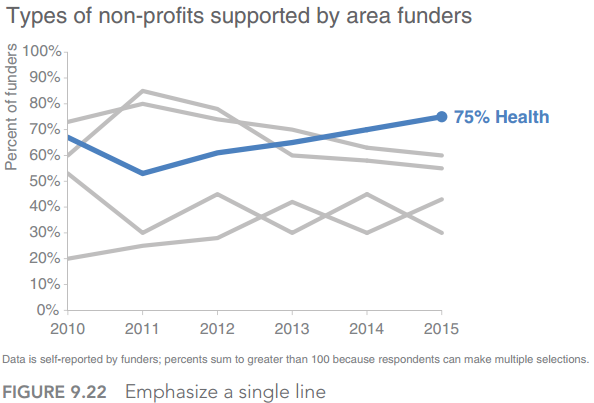 Types of non-profits supported by area funders
Percent of funders
100%
90%
80%
70%
60%
50%
40%
30%
20%
10%
0%
75% Health
2010 2011 2012 2013 2014 2015
Data is self-reported by funders; percents sum to greater than 100 because respondents can make multiple selections.
FIGURE 9.22 Emphasize a single line